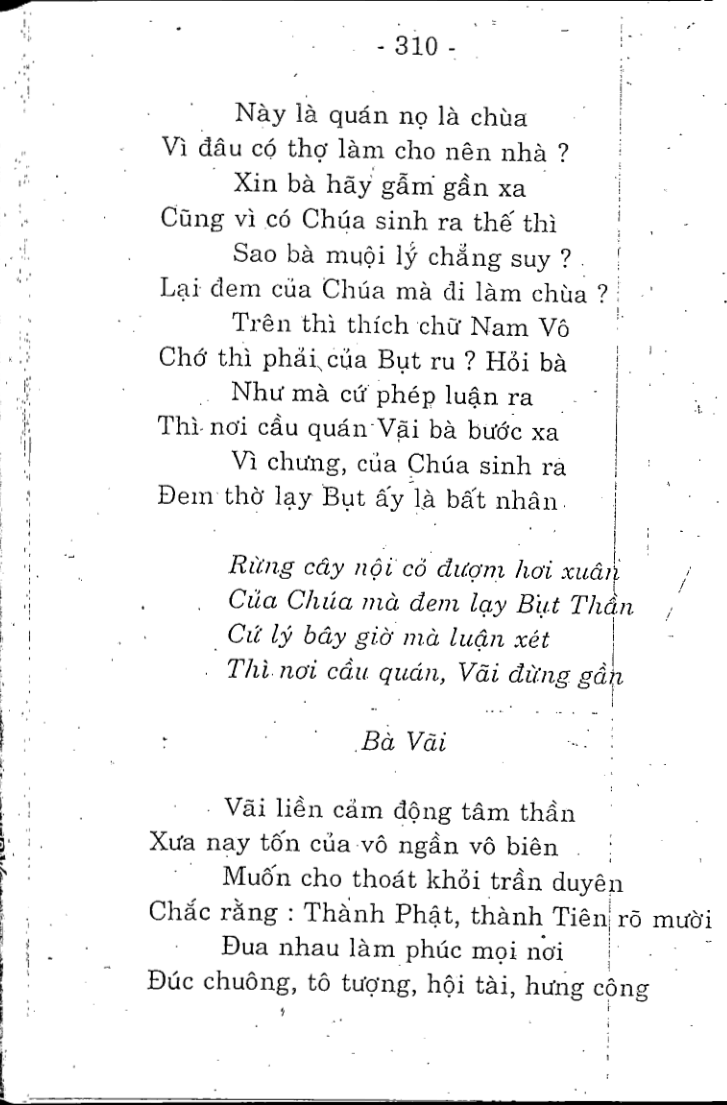 - 310 -
Này là quán nọ là chùa
Vì đâu có thợ làm cho nên nhà ?
Xin bà hãy gẫm gần xa
Cũng vì có Chúa sinh ra thế thì
Sao bà muội lý chẳng suy ?
Lại đem của Chúa mà đi làm chùa ?
Trên thì thích chữ Nam Vô
Chớ thì phải của Bụt ru ? Hỏi bà
Như mà cứ phép luận ra
Thì nơi cầu quán Vãi bà bước xa
Vì chưng, của Chúa sinh ra
Đem thờ lạy Bụt ấy là bất nhân
Rừng cây nội cỏ đượm hơi xuân
Của Chúa mà đem lạy Bụt Thần
Cứ lý bây giờ mà luận xét
Thì nơi cầu quán, Vãi đừng gần
Bà Vãi
Vãi liền cảm động tâm thần
Xưa nay tốn của vô ngần vô biên
Muốn cho thoát khỏi trần duyên
Chắc rằng : Thành Phật, thành Tiên rõ mười
Đua nhau làm phúc mọi nơi
Đúc chuông, tô tượng, hội tài, hưng công